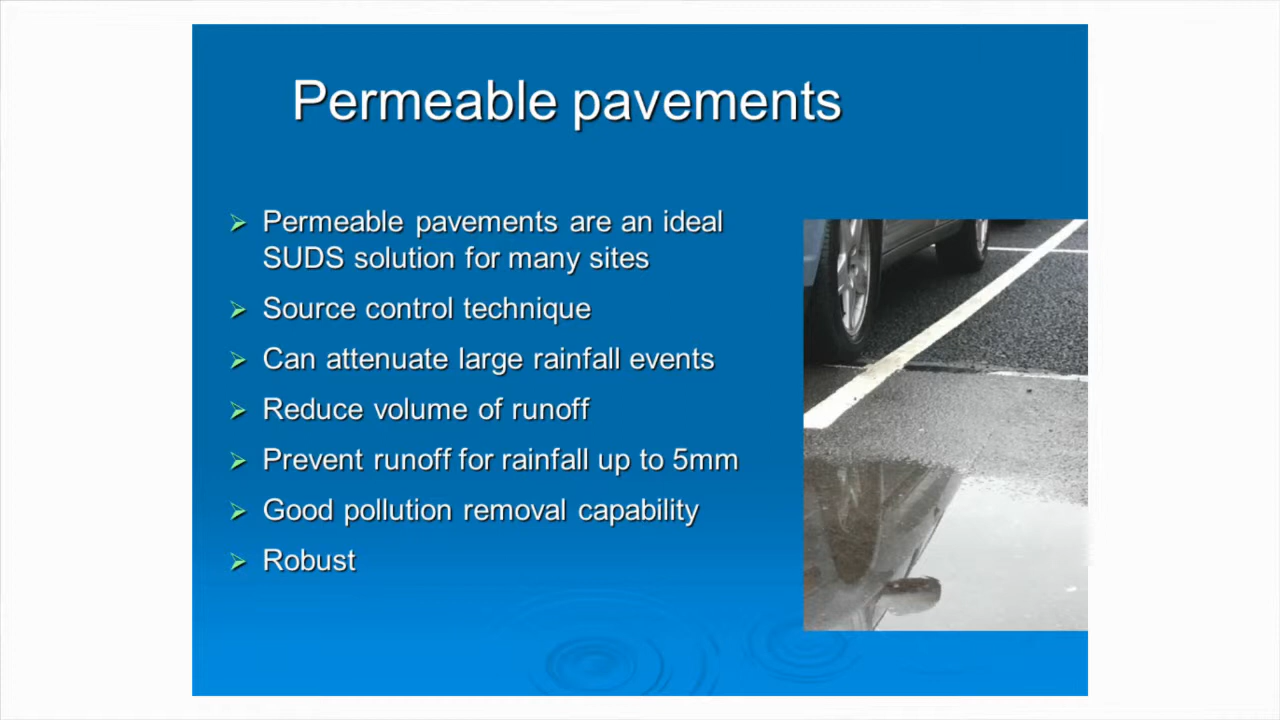 Permeable pavements
Permeable pavements are an ideal
SUDS solution for many sites
Source control technique
Can attenuate large rainfall events
Reduce volume of runoff
Prevent runoff for rainfall up to 5mm
Good pollution removal capability
Robust